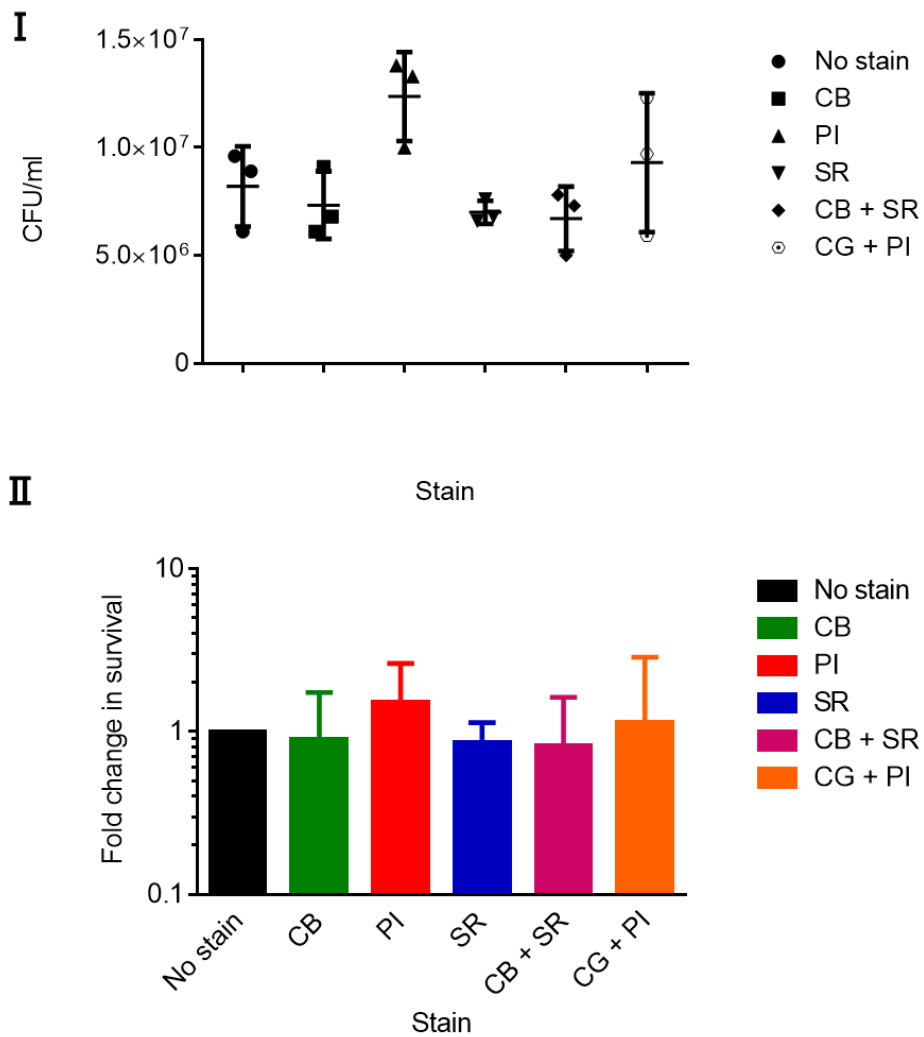 I
1.5×10⁷
1.0×10⁷
5.0×10⁶
0
CFU/ml
No stain
CB
PI
SR
CB + SR
CG + PI
Stain
II
10
1
0.1
Fold change in survival
No stain
CB
PI
SR
CB + SR
CG + PI
No stain
CB
PI
SR
CB + SR
CG + PI
Stain